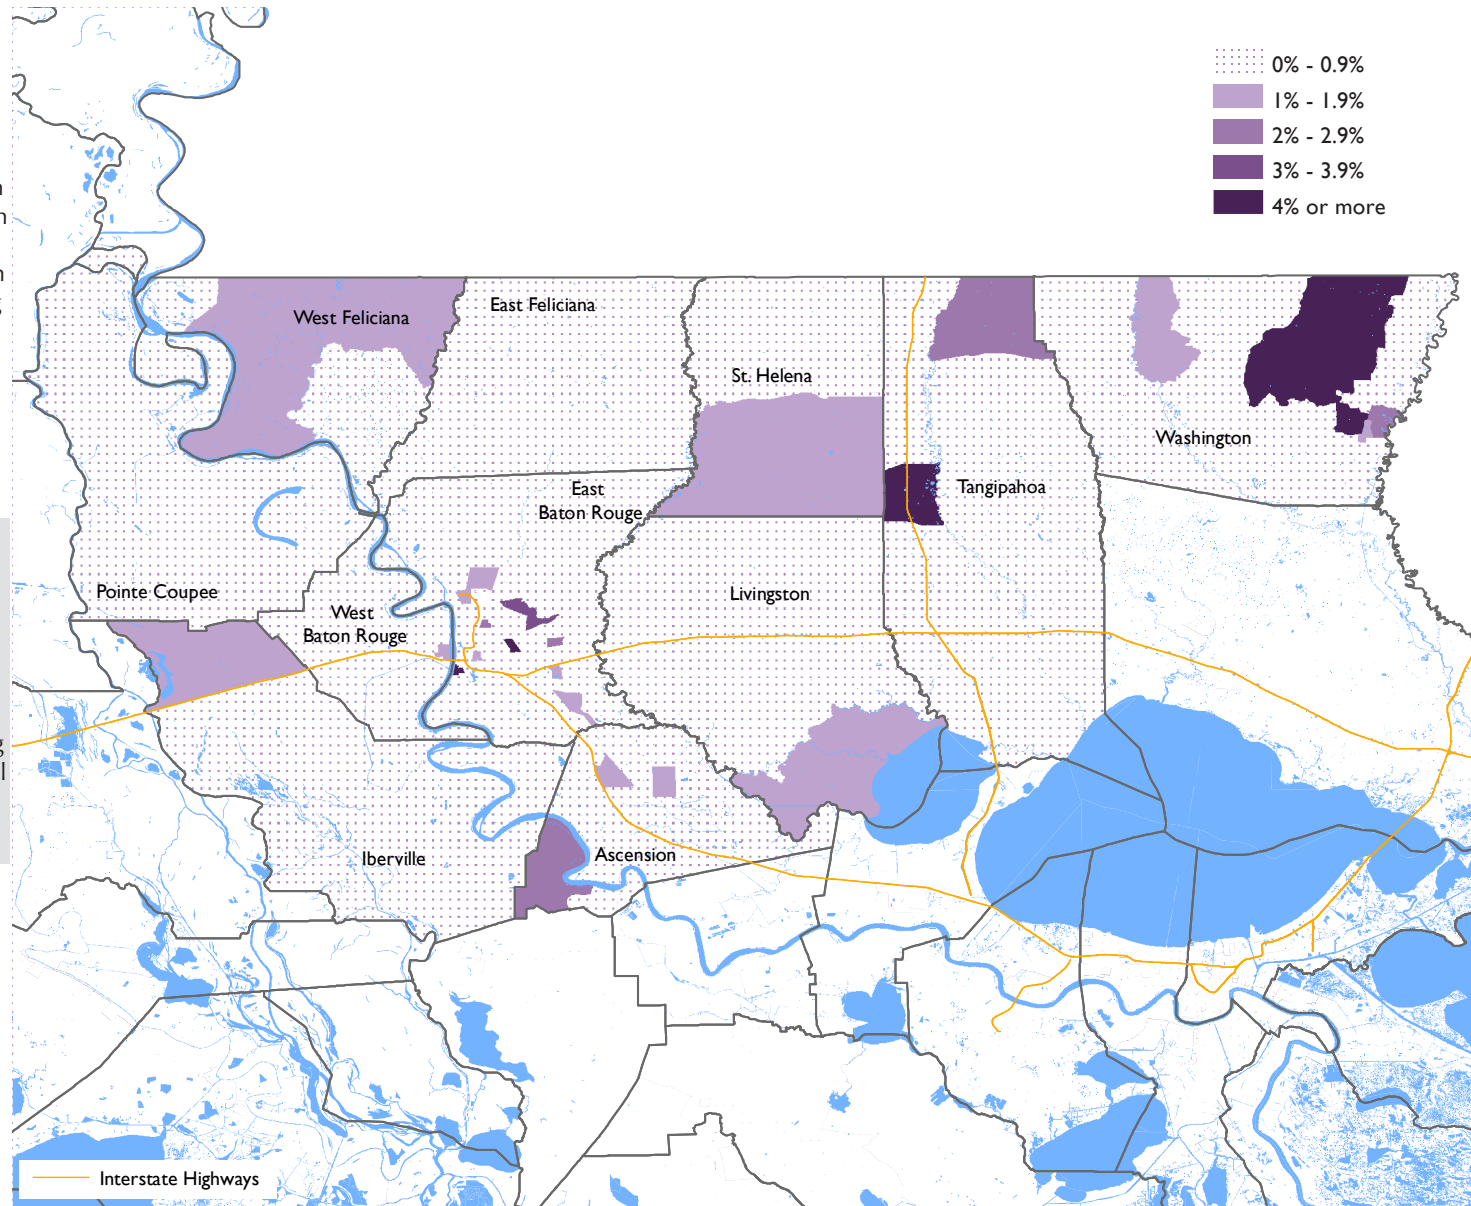 0% - 0.9%
1% - 1.9%
2% - 2.9%
3% - 3.9%
4% or more
West Feliciana
East Feliciana
St. Helena
Washington
East
Baton Rouge
Tangipahoa
Pointe Coupee
West
Baton Rouge
Livingston
Iberville
Ascension
Interstate Highways